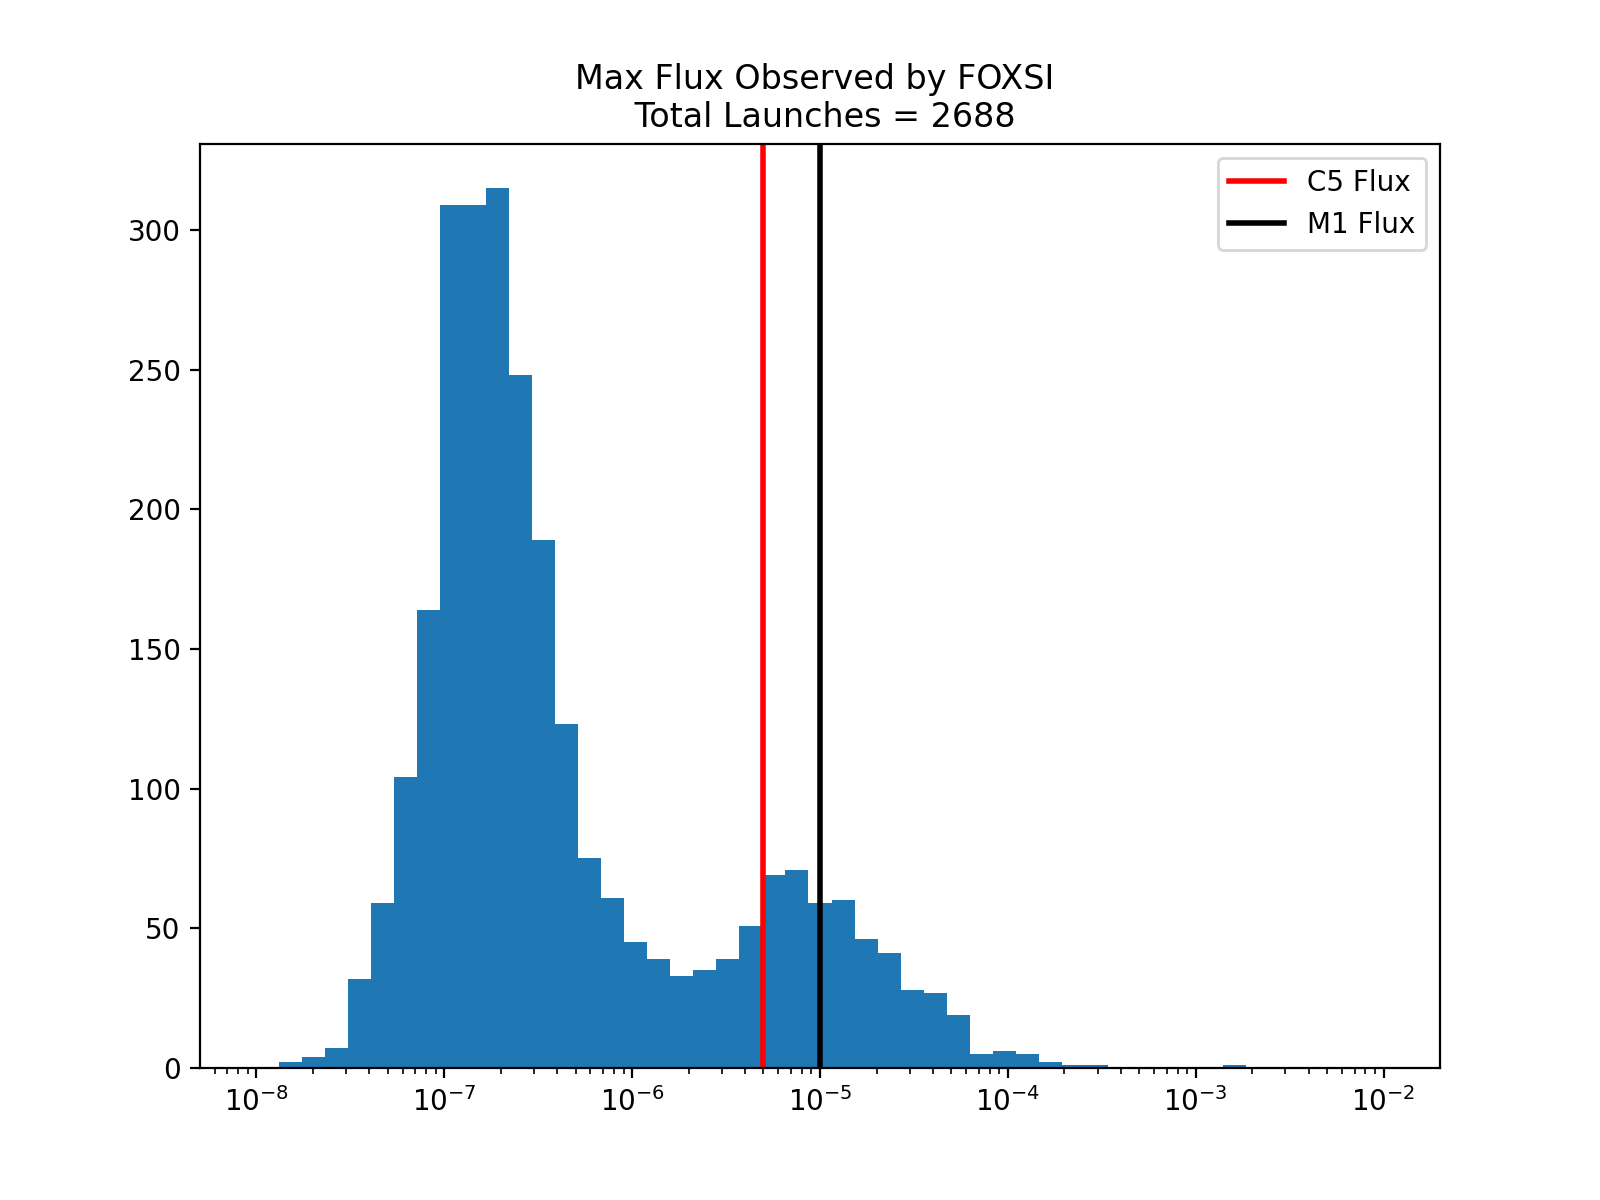 Max Flux Observed by FOXSI
Total Launches = 2688
C5 Flux
M1 Flux
300
250
200
150
100
50
0
10⁻⁸ 10⁻⁷ 10⁻⁶ 10⁻⁵ 10⁻⁴ 10⁻³ 10⁻²